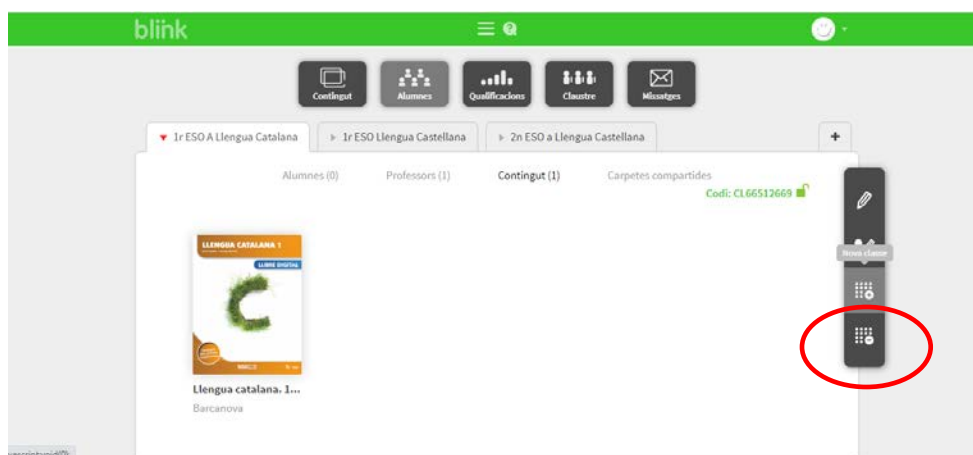 blink
Contingut
Alumnes
Qualificacions
Claustre
Missatges
1r ESO A Llengua Catalana
1r ESO Llengua Castellana
2n ESO a Llengua Castellana
+
Alumnes (0)
Professors (1)
Contingut (1)
Carpetes compartides
Codi: CL66512669
Nova classe
LLENGUA CATALANA 1
LLIBRE DIGITAL
C
Llengua catalana. 1...
Barcanova